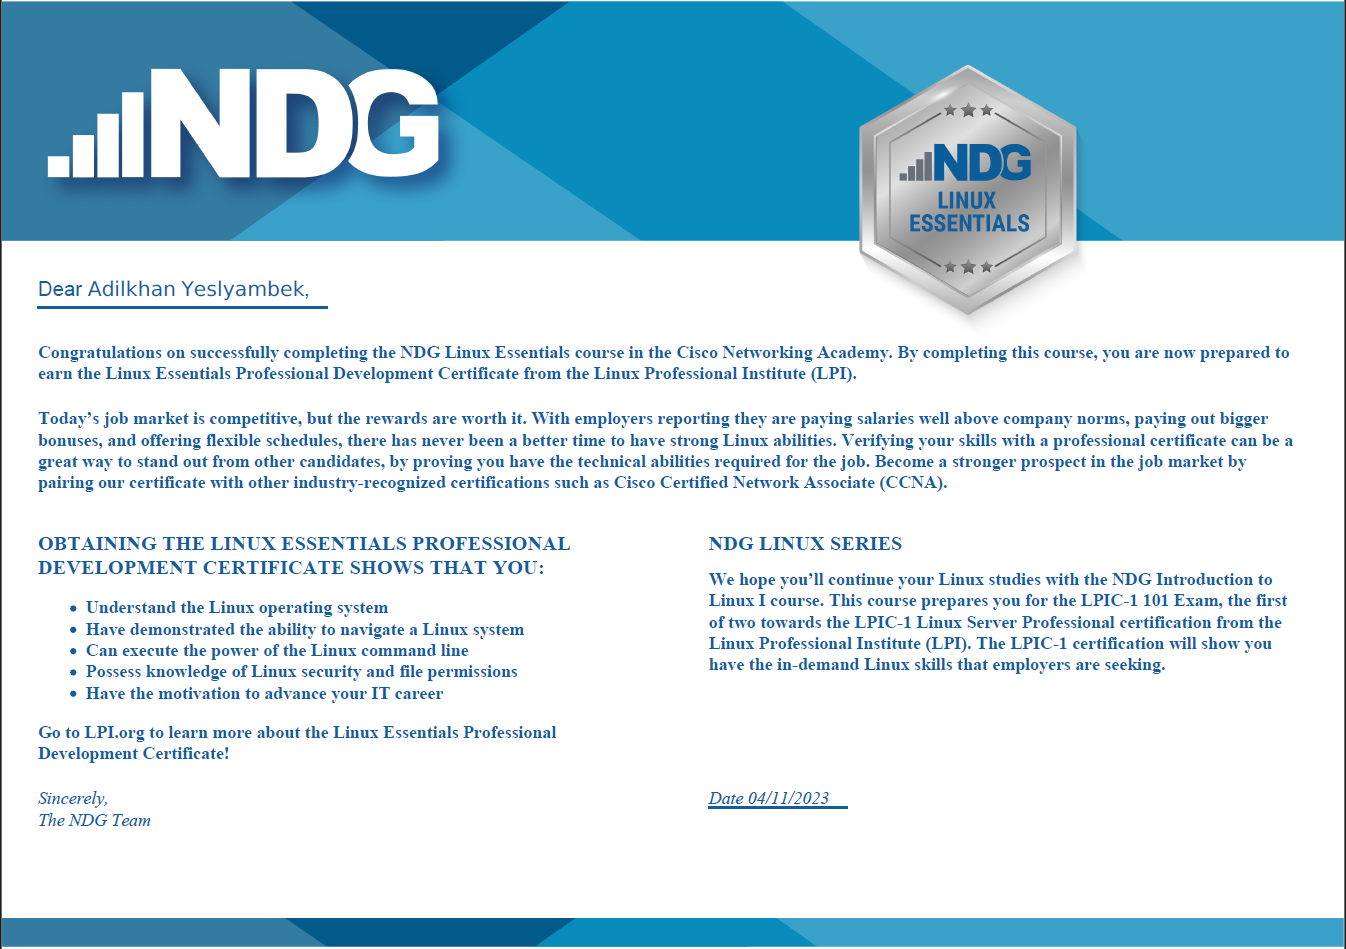 NDG
NDG
LINUX
ESSENTIALS
Dear Adilkhan Yeslyambek,
Congratulations on successfully completing the NDG Linux Essentials course in the Cisco Networking Academy. By completing this course, you are now prepared to
earn the Linux Essentials Professional Development Certificate from the Linux Professional Institute (LPI).
Today’s job market is competitive, but the rewards are worth it. With employers reporting they are paying salaries well above company norms, paying out bigger
bonuses, and offering flexible schedules, there has never been a better time to have strong Linux abilities. Verifying your skills with a professional certificate can be a
great way to stand out from other candidates, by proving you have the technical abilities required for the job. Become a stronger prospect in the job market by
pairing our certificate with other industry-recognized certifications such as Cisco Certified Network Associate (CCNA).
OBTAINING THE LINUX ESSENTIALS PROFESSIONAL
DEVELOPMENT CERTIFICATE SHOWS THAT YOU:
• Understand the Linux operating system
• Have demonstrated the ability to navigate a Linux system
• Can execute the power of the Linux command line
• Possess knowledge of Linux security and file permissions
• Have the motivation to advance your IT career
Go to LPI.org to learn more about the Linux Essentials Professional
Development Certificate!
Sincerely,
The NDG Team
NDG LINUX SERIES
We hope you’ll continue your Linux studies with the NDG Introduction to
Linux I course. This course prepares you for the LPIC-1 101 Exam, the first
of two towards the LPIC-1 Linux Server Professional certification from the
Linux Professional Institute (LPI). The LPIC-1 certification will show you
have the in-demand Linux skills that employers are seeking.
Date 04/11/2023